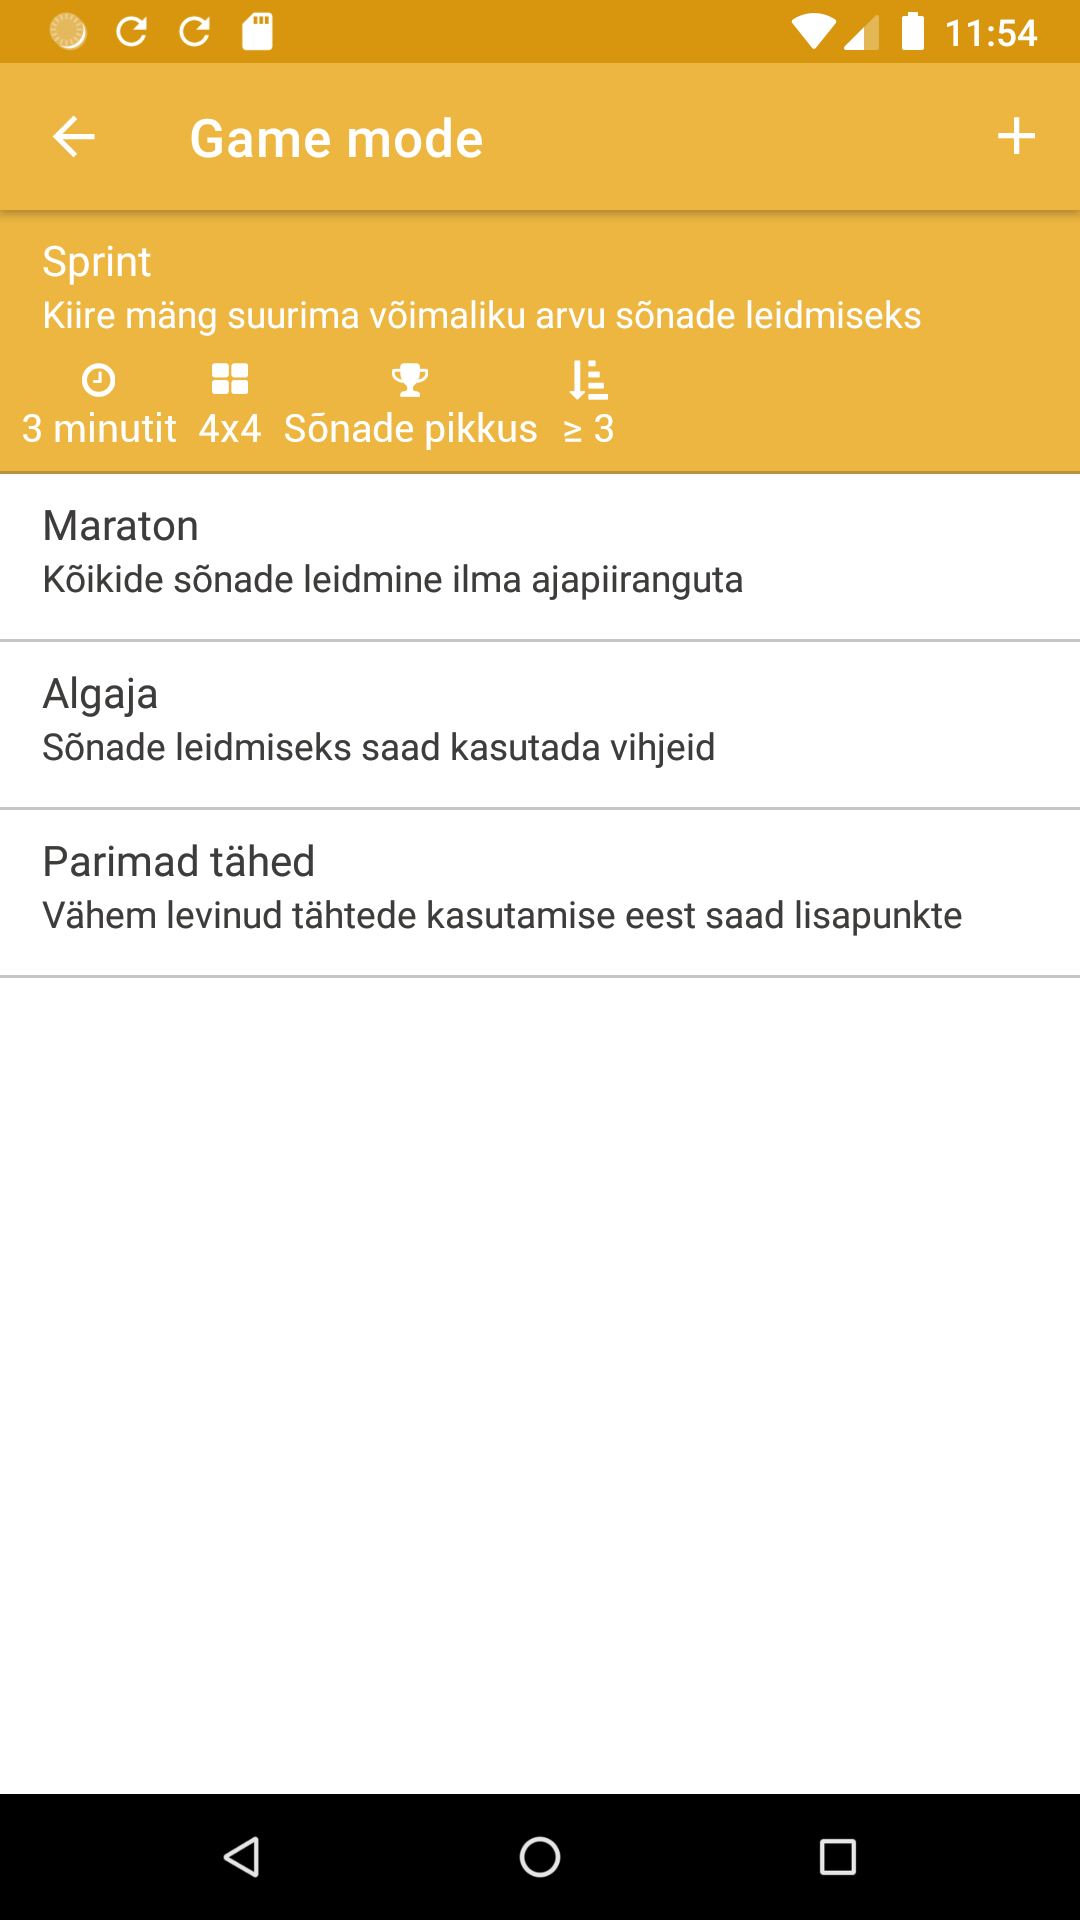 11:54
Game mode
Sprint
Kiire mäng suurima võimaliku arvu sõnade leidmiseks
3 minutit 4x4 Sõnade pikkus ≥ 3
Maraton
Kõikide sõnade leidmine ilma ajapiiranguta
Algaja
Sõnade leidmiseks saad kasutada vihjeid
Parimad tähed
Vähem levinud tähtede kasutamise eest saad lisapunkte